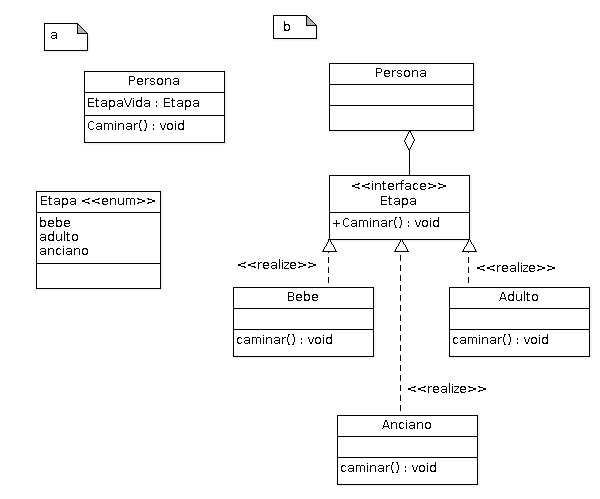 a
Persona
EtapaVida : Etapa
Caminar() : void
Etapa <<enum>>
bebe
adulto
anciano
b
Persona
<<interface>>
Etapa
+Caminar() : void
<<realize>>
<<realize>>
Bebe
caminar() : void
Adulto
caminar() : void
<<realize>>
Anciano
caminar() : void